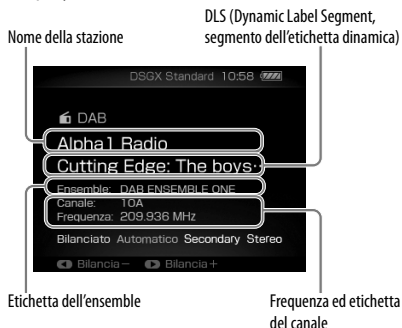 DLS (Dynamic Label Segment,
segmento dell'etichetta dinamica)
Nome della stazione
DSGX Standard 10:58
DAB
Alpha1 Radio
Cutting Edge: The boys··
Ensemble: DAB ENSEMBLE ONE
Canale: 10A
Frequenza: 209.936 MHz
Bilanciato Automatico Secondary Stereo
Bilancia− Bilancia+
Etichetta dell'ensemble
Frequenza ed etichetta
del canale